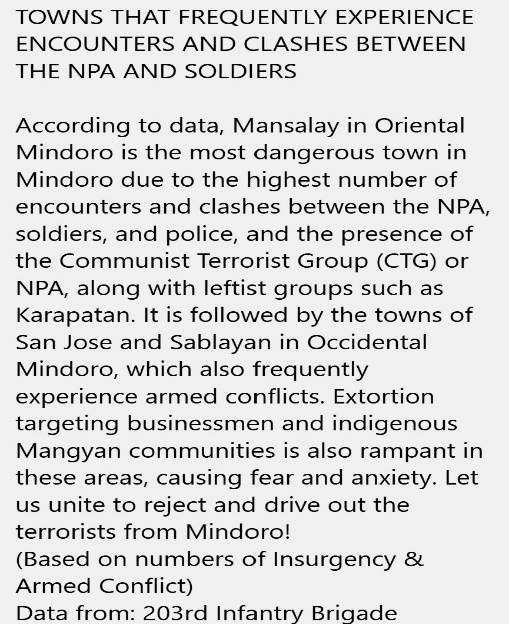 TOWNS THAT FREQUENTLY EXPERIENCE
ENCOUNTERS AND CLASHES BETWEEN
THE NPA AND SOLDIERS
According to data, Mansalay in Oriental
Mindoro is the most dangerous town in
Mindoro due to the highest number of
encounters and clashes between the NPA,
soldiers, and police, and the presence of
the Communist Terrorist Group (CTG) or
NPA, along with leftist groups such as
Karapatan. It is followed by the towns of
San Jose and Sablayan in Occidental
Mindoro, which also frequently
experience armed conflicts. Extortion
targeting businessmen and indigenous
Mangyan communities is also rampant in
these areas, causing fear and anxiety. Let
us unite to reject and drive out the
terrorists from Mindoro!
(Based on numbers of Insurgency &
Armed Conflict)
Data from: 203rd Infantry Brigade